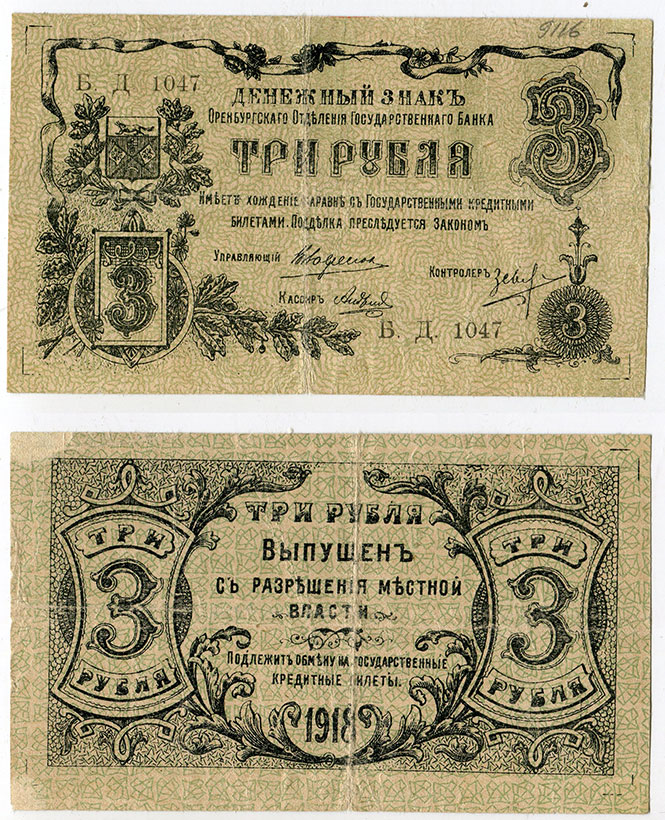 9116
Б. Д 1047
ДЕНЕЖНЫЙ ЗНАКЪ
ОРЕНБУРГСКАГО ОТДѢЛЕНІЯ ГОСУДАРСТВЕННАГО БАНКА
ТРИ РУБЛЯ
3
ИМѢЕТЪ ХОЖДЕНІЕ НАРАВНѢ СЪ ГОСУДАРСТВЕННЫМИ КРЕДИТНЫМИ
БИЛЕТАМИ. ПОДДѢЛКА ПРЕСЛѢДУЕТСЯ ЗАКОНОМЪ
УПРАВЛЯЮЩІЙ
КОНТРОЛЕРЪ
КАССИРЪ
3
3
Б. Д. 1047
ТРИ РУБЛЯ
ВЫПУЩЕНЪ
СЪ РАЗРѢШЕНІЯ МѢСТНОЙ
ВЛАСТИ
ПОДЛЕЖИТЪ ОБМѢНУ НА ГОСУДАРСТВЕННЫЕ
КРЕДИТНЫЕ БИЛЕТЫ.
1918
ТРИ
3
РУБЛЯ
ТРИ
3
РУБЛЯ